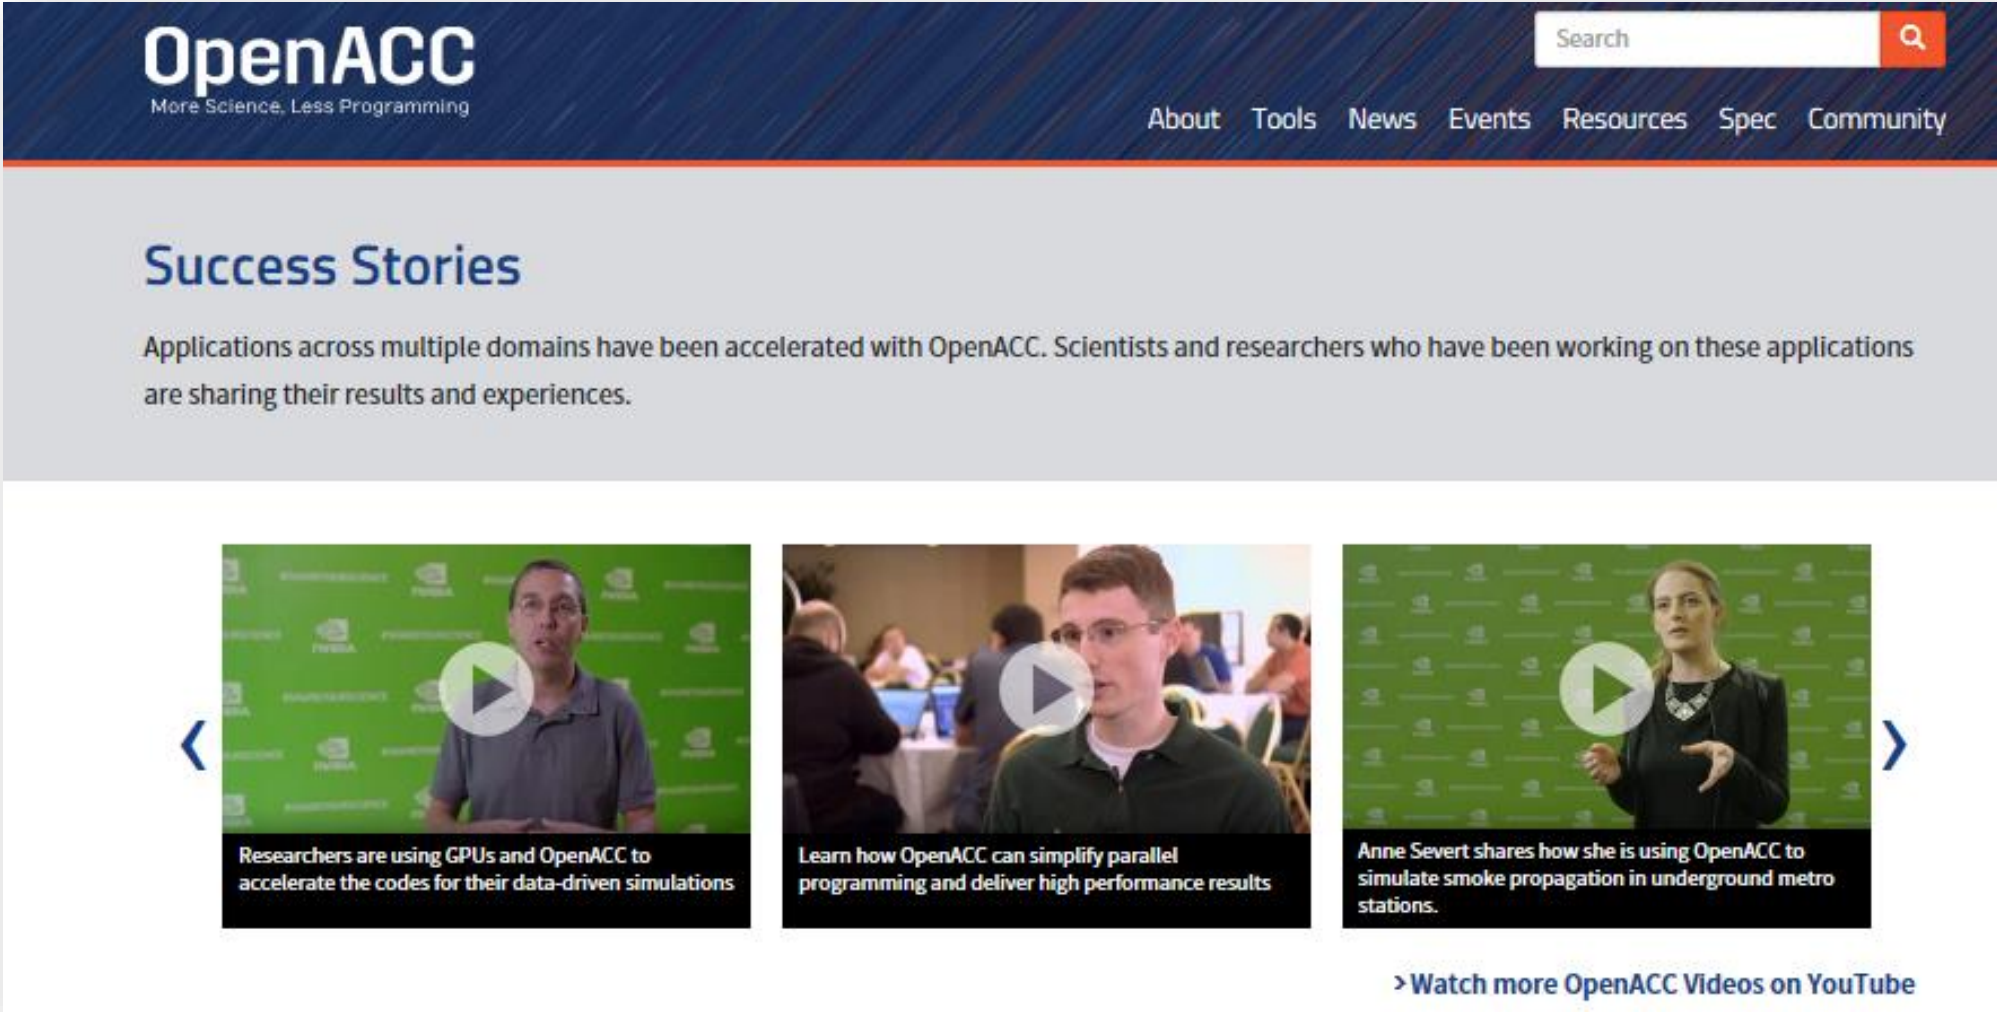 OpenACC
More Science, Less Programming
Search
About Tools News Events Resources Spec Community
Success Stories
Applications across multiple domains have been accelerated with OpenACC. Scientists and researchers who have been working on these applications
are sharing their results and experiences.
Researchers are using GPUs and OpenACC to
accelerate the codes for their data-driven simulations
Learn how OpenACC can simplify parallel
programming and deliver high performance results
Anne Severt shares how she is using OpenACC to
simulate smoke propagation in underground metro
stations.
> Watch more OpenACC Videos on YouTube